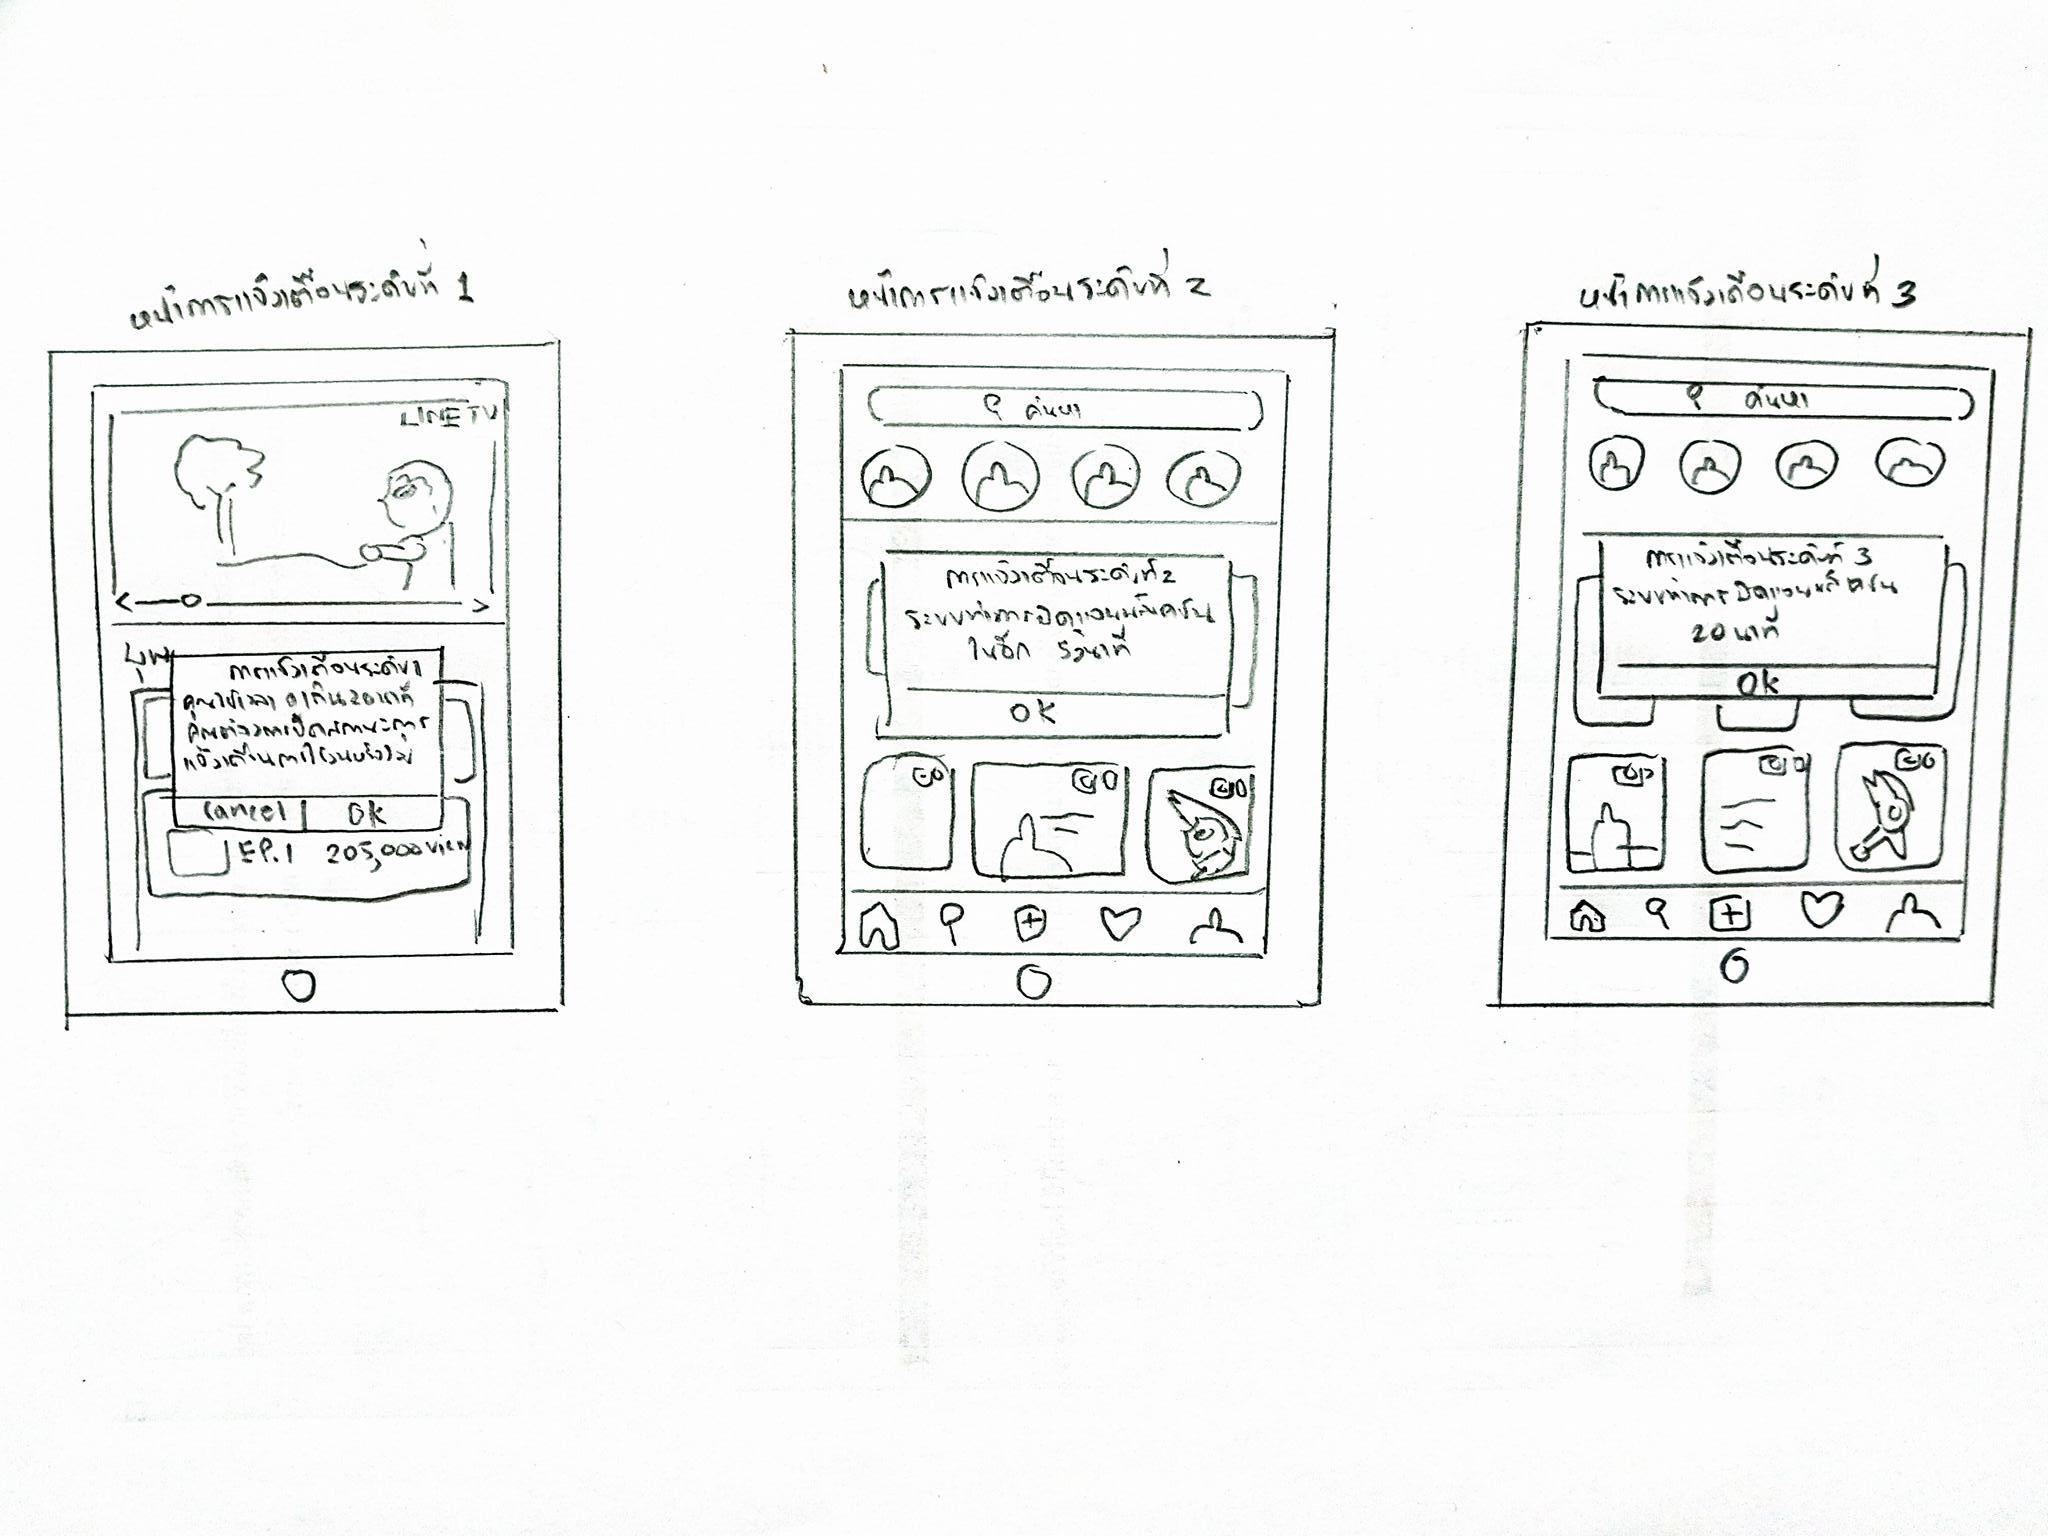 หน้าการแจ้งเตือนระดับที่ 1
LINE TV
การแจ้งเตือนระดับ 1
คุณใช้เวลา เกิน 20 นาที
คุณต้องการปิดสถานะการ
แจ้งเตือนการใช้งานหรือไม่
Cancel OK
EP.1 205,000 view
หน้าการแจ้งเตือนระดับที่ 2
ค้นหา
การแจ้งเตือนระดับที่ 2
ระบบทำการปิดแอพพลิเคชัน
ในอีก 5วินาที
OK
หน้าการแจ้งเตือนระดับที่ 3
ค้นหา
การแจ้งเตือนระดับที่ 3
ระบบทำการปิดแอพพลิเคชัน
20 นาที
OK